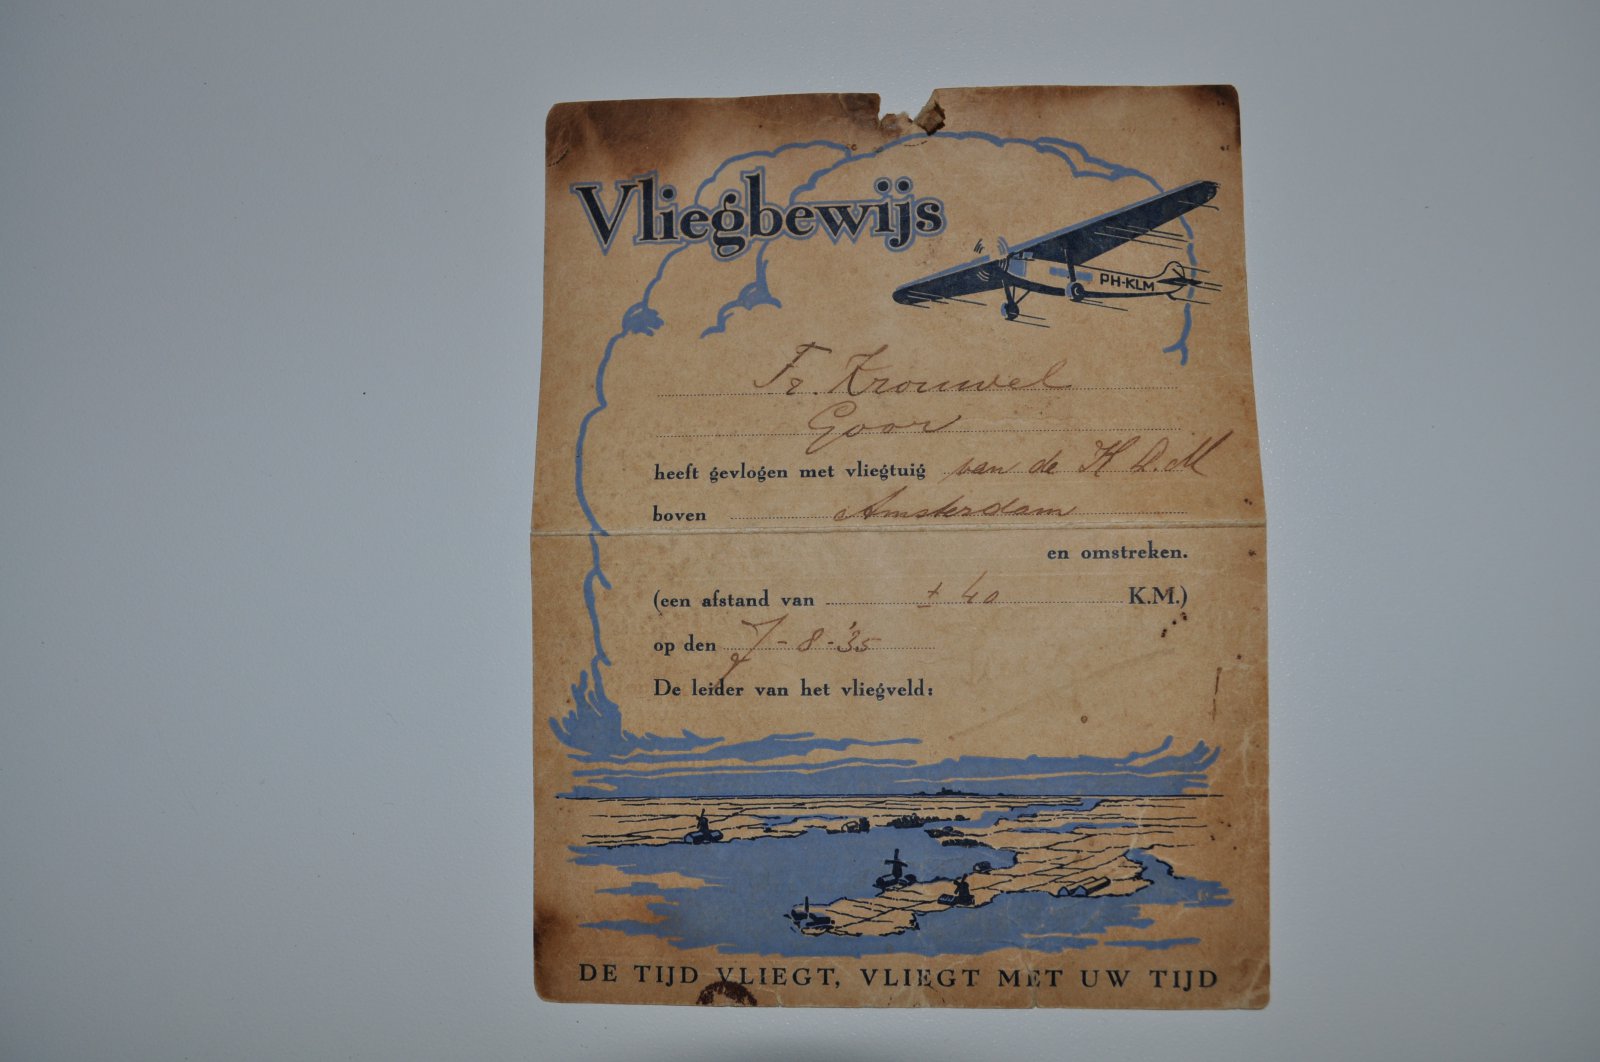 Vliegbewijs
PH-KLM
Fr. Krouwel
Goor
heeft gevlogen met vliegtuig van de K.L.M
boven Amsterdam
en omstreken.
(een afstand van ± 40 K.M.)
op den 7-8-'35
De leider van het vliegveld:
DE TIJD VLIEGT, VLIEGT MET UW TIJD